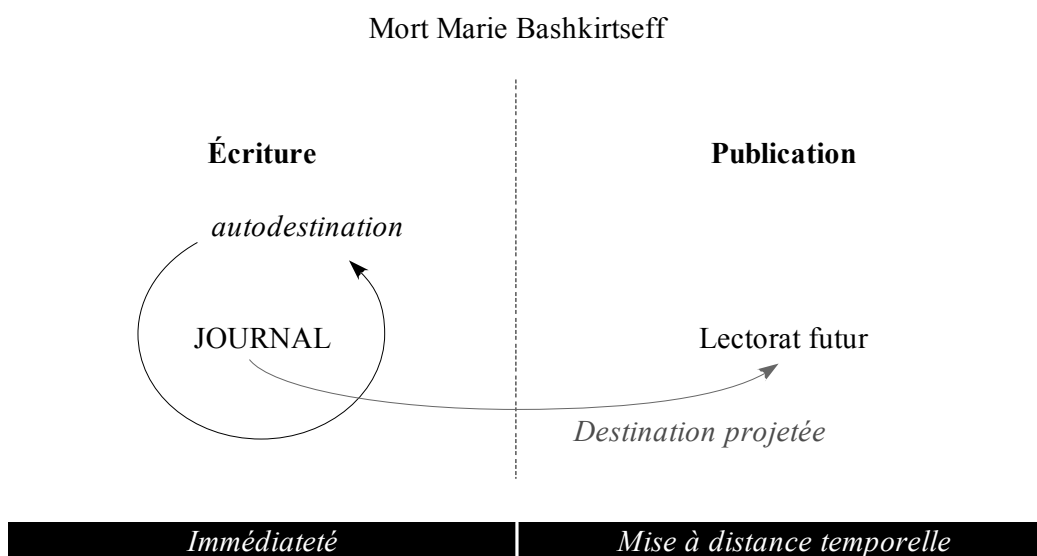 Mort Marie Bashkirtseff
Écriture
Publication
autodestination
JOURNAL
Lectorat futur
Destination projetée
Immédiateté
Mise à distance temporelle